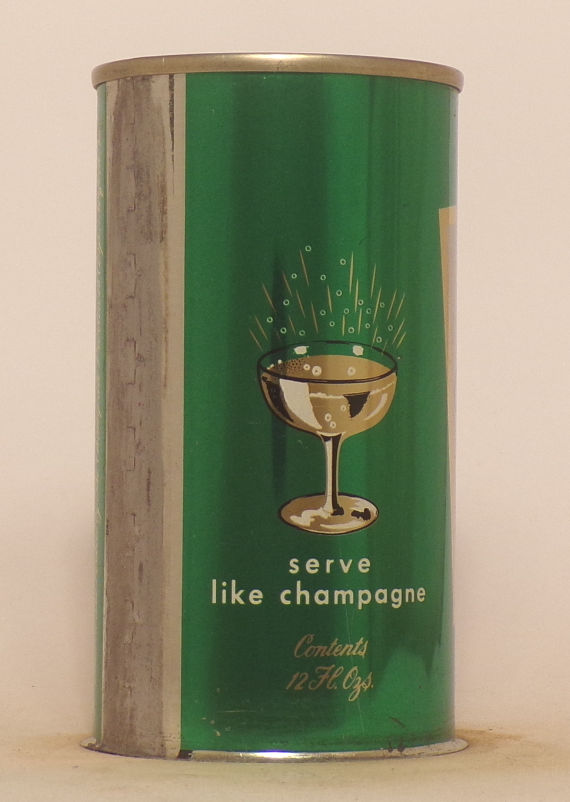 serve
like champagne
Contents
12 Fl. Ozs.